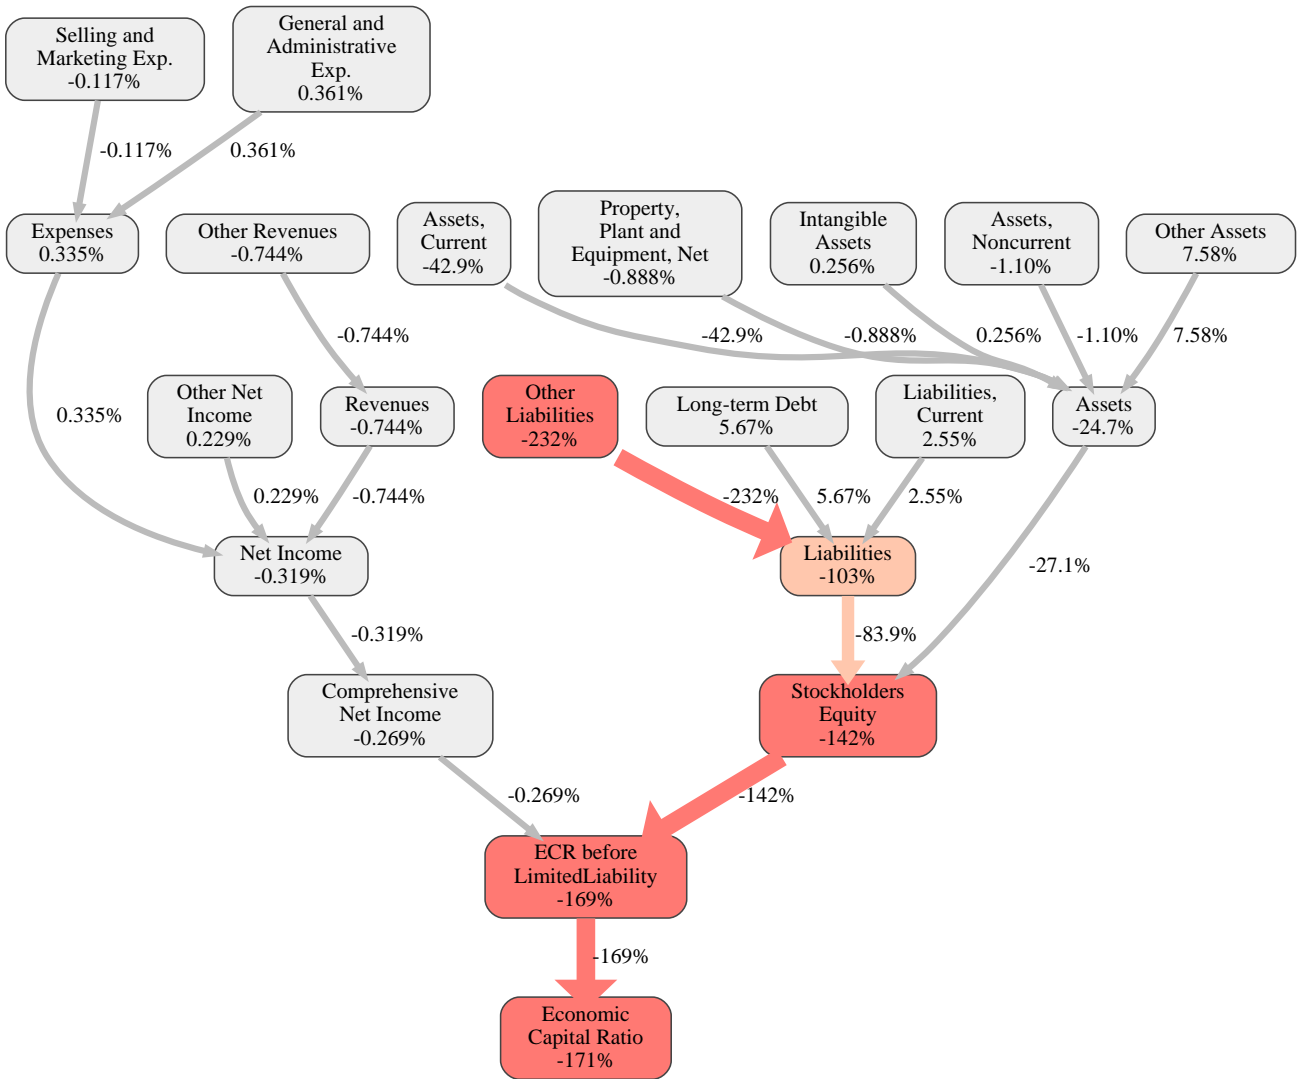 Selling and
Marketing Exp.
-0.117%
General and
Administrative
Exp.
0.361%
-0.117%
0.361%
Expenses
0.335%
Other Revenues
-0.744%
Assets,
Current
-42.9%
Property,
Plant and
Equipment, Net
-0.888%
Intangible
Assets
0.256%
Assets,
Noncurrent
-1.10%
Other Assets
7.58%
-0.744%
-42.9%
-0.888%
0.256%
-1.10%
7.58%
0.335%
Other Net
Income
0.229%
Revenues
-0.744%
Other
Liabilities
-232%
Long-term Debt
5.67%
Liabilities,
Current
2.55%
Assets
-24.7%
0.229%
-0.744%
-232%
5.67%
2.55%
Net Income
-0.319%
Liabilities
-103%
-27.1%
-0.319%
-83.9%
Comprehensive
Net Income
-0.269%
Stockholders
Equity
-142%
-0.269%
-142%
ECR before
LimitedLiability
-169%
-169%
Economic
Capital Ratio
-171%